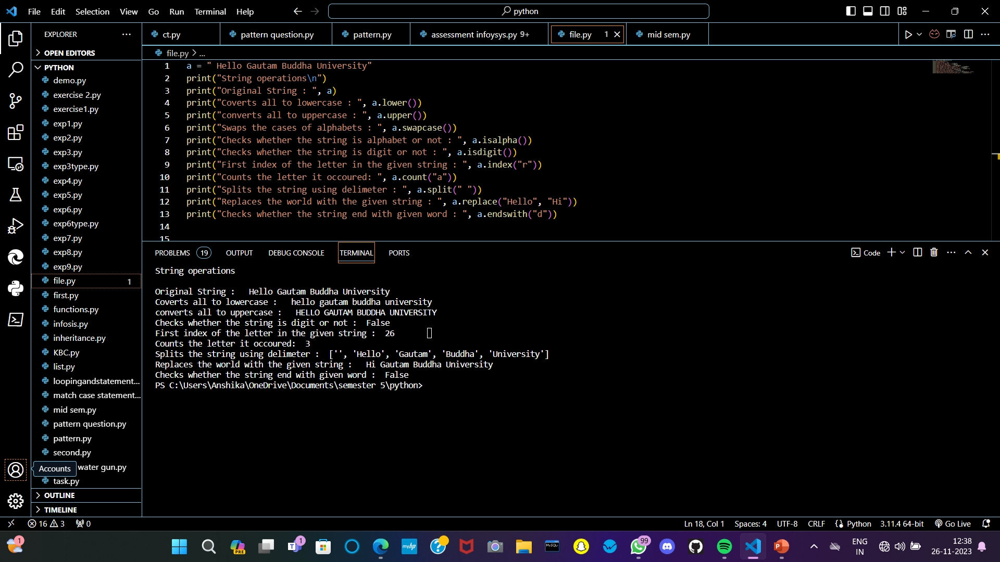 File Edit Selection View Go Run Terminal Help
python
EXPLORER
OPEN EDITORS
PYTHON
demo.py
exercise 2.py
exercise1.py
exp1.py
exp2.py
exp3.py
exp3type.py
exp4.py
exp5.py
exp6.py
exp6type.py
exp7.py
exp8.py
exp9.py
file.py 1
first.py
functions.py
infosis.py
inheritance.py
KBC.py
list.py
loopingandstatement...
match case statement...
mid sem.py
pattern question.py
pattern.py
second.py
Accounts water gun.py
task.py
OUTLINE
TIMELINE
ct.py pattern question.py pattern.py assessment infoysys.py 9+ file.py 1 mid sem.py
file.py > ...
1 a = " Hello Gautam Buddha University"
2 print("String operations\n")
3 print("Original String : ", a)
4 print("Coverts all to lowercase : ", a.lower())
5 print("converts all to uppercase : ", a.upper())
6 print("Swaps the cases of alphabets : ", a.swapcase())
7 print("Checks whether the string is alphabet or not : ", a.isalpha())
8 print("Checks whether the string is digit or not : ", a.isdigit())
9 print("First index of the letter in the given string : ", a.index("r"))
10 print("Counts the letter it occoured: ", a.count("a"))
11 print("Splits the string using delimeter : ", a.split(" "))
12 print("Replaces the world with the given string : ", a.replace("Hello", "Hi"))
13 print("Checks whether the string end with given word : ", a.endswith("d"))
14
15
PROBLEMS 19 OUTPUT DEBUG CONSOLE TERMINAL PORTS
Code
String operations
Original String :   Hello Gautam Buddha University
Coverts all to lowercase :   hello gautam buddha university
converts all to uppercase :   HELLO GAUTAM BUDDHA UNIVERSITY
Checks whether the string is digit or not :  False
First index of the letter in the given string :  26
Counts the letter it occoured:  3
Splits the string using delimeter :  ['', 'Hello', 'Gautam', 'Buddha', 'University']
Replaces the world with the given string :   Hi Gautam Buddha University
Checks whether the string end with given word :  False
PS C:\Users\Anshika\OneDrive\Documents\semester 5\python>
16 3 0
Ln 18, Col 1 Spaces: 4 UTF-8 CRLF Python 3.11.4 64-bit Go Live
1
PRE
1
myhp
MySQL
99
ENG
IN
12:38
26-11-2023